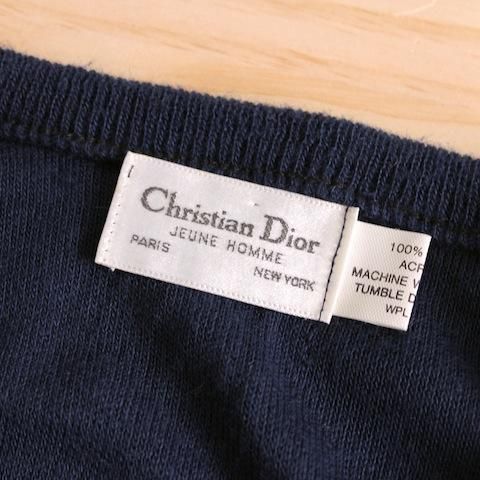 Christian Dior
JEUNE HOMME
PARIS
NEW YORK
100%
MACHINE
TUMBLE
WPL